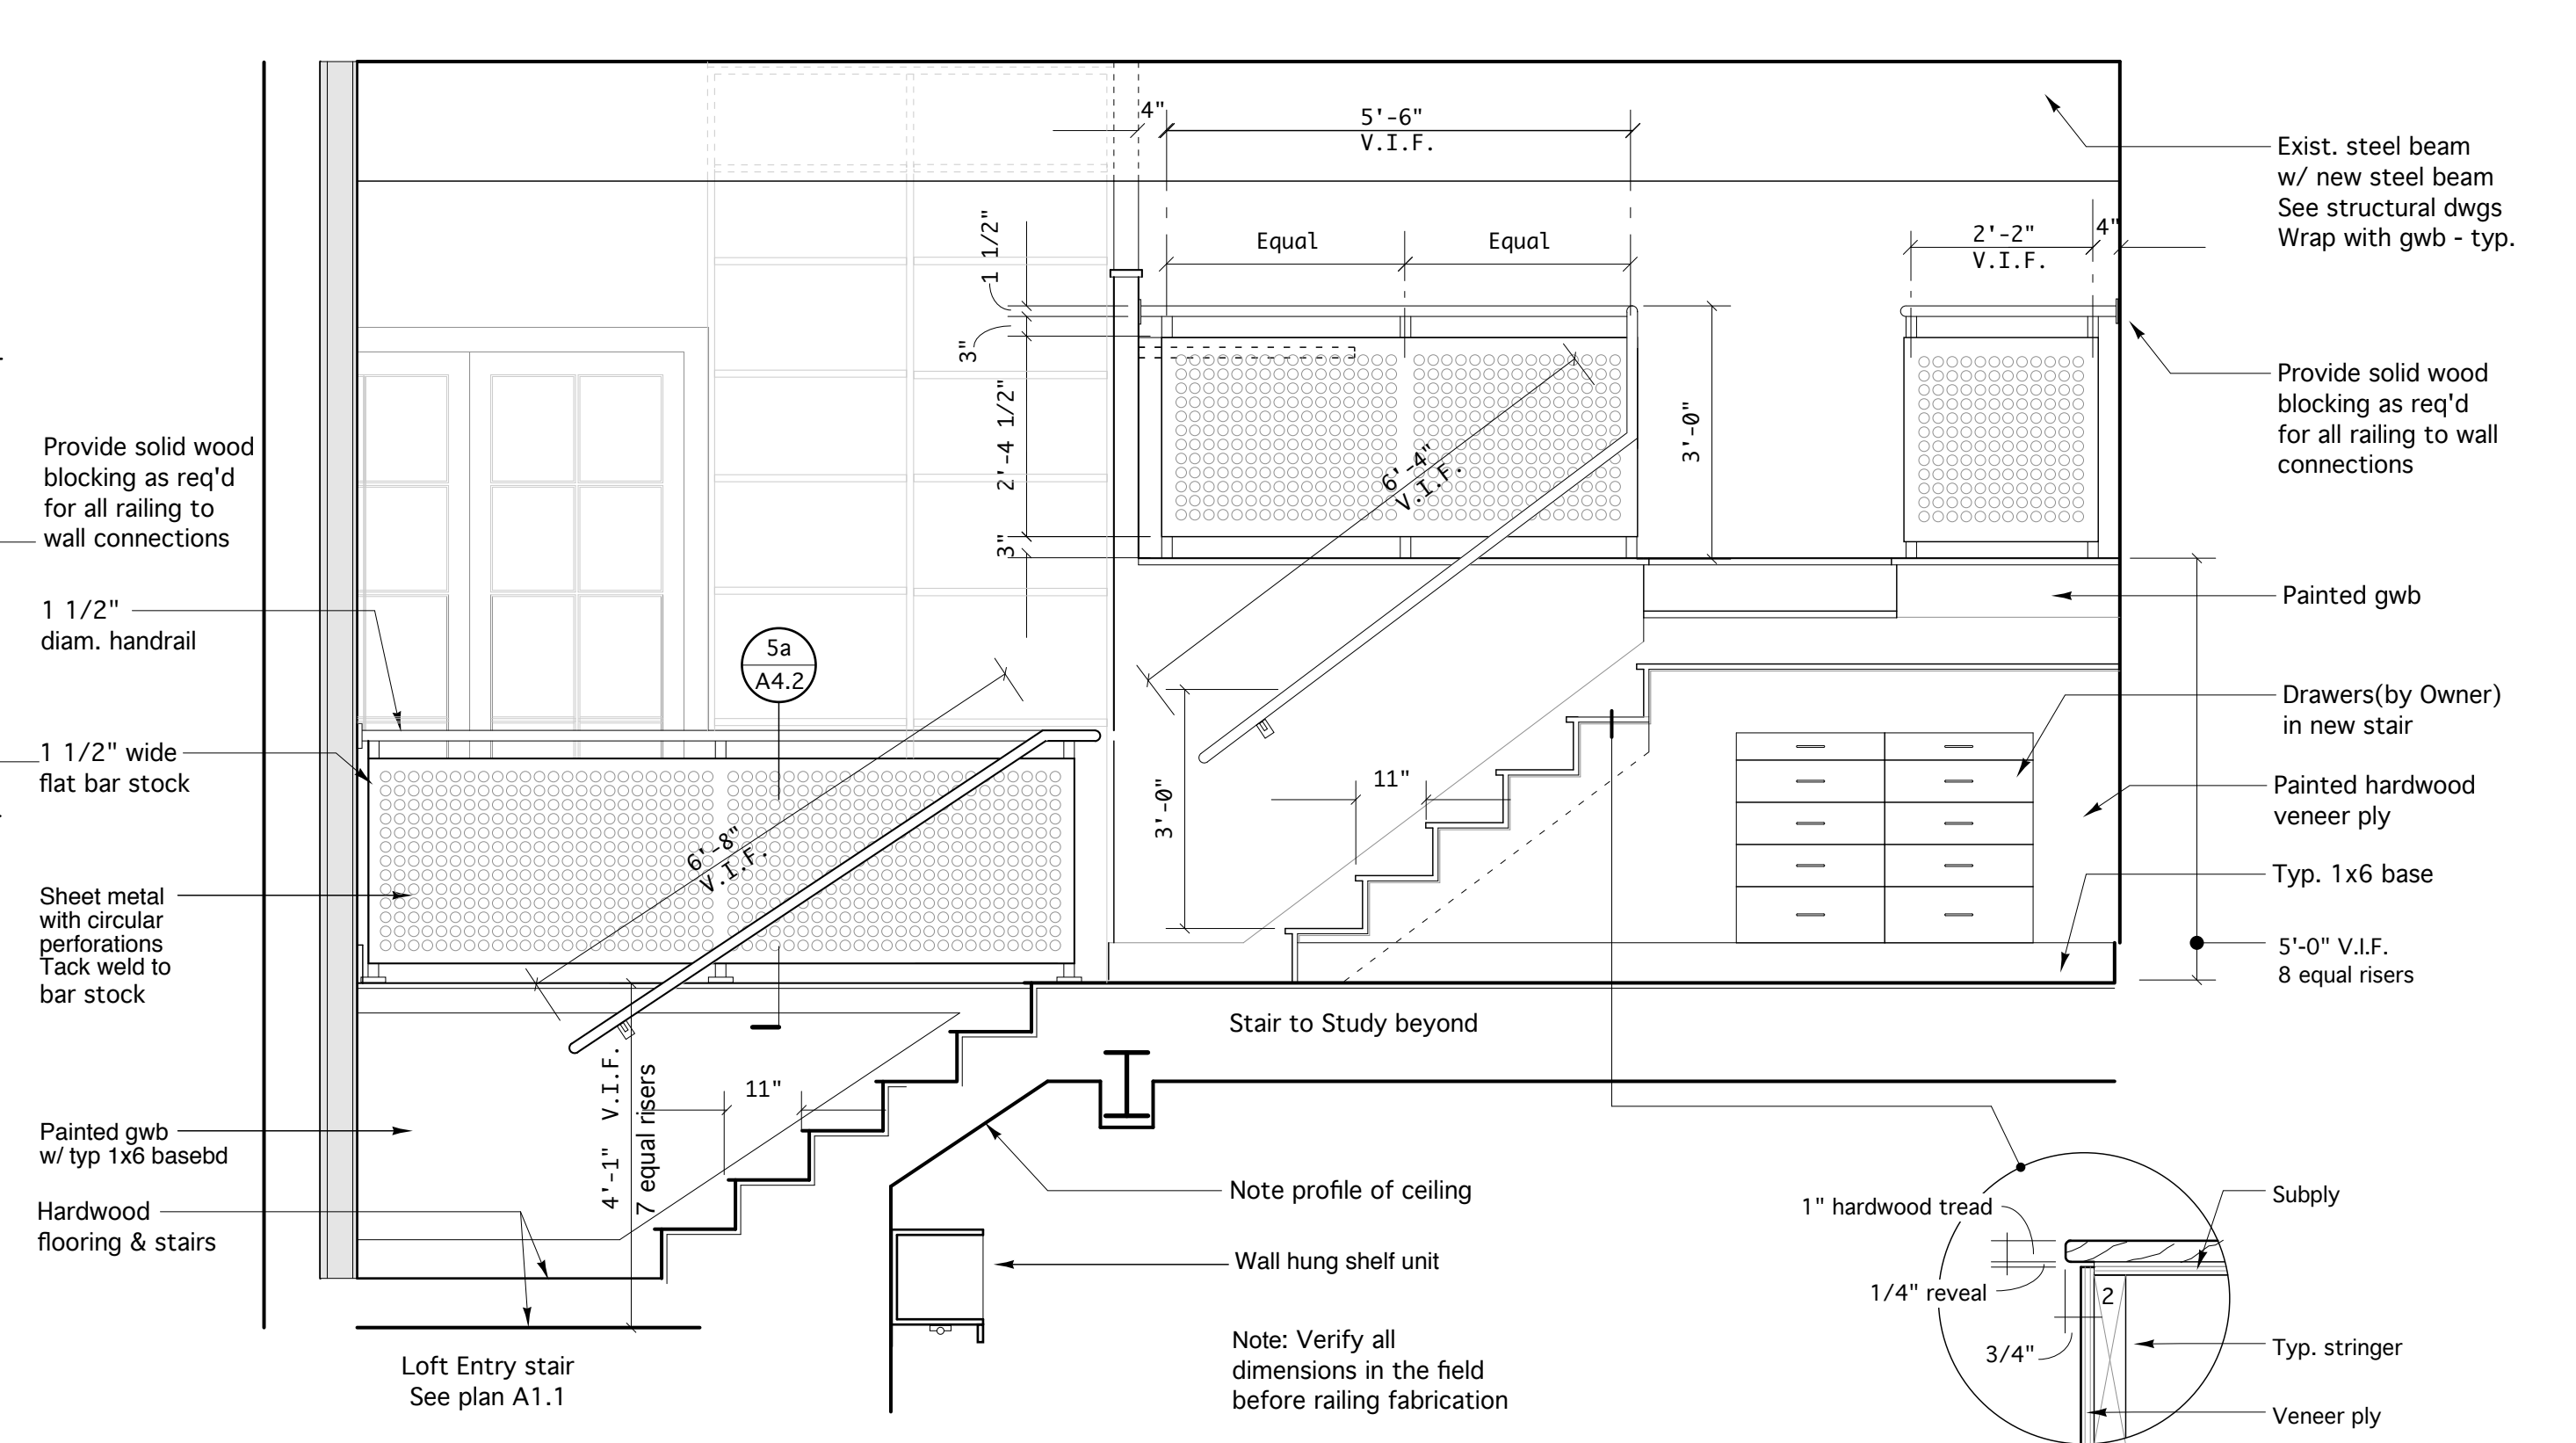 4"
5'-6"
V.I.F.
Exist. steel beam
w/ new steel beam
See structural dwgs
Wrap with gwb - typ.
1 1/2"
Equal
Equal
2'-2"
V.I.F.
4"
3"
2'-4 1/2"
3"
6'-4"
V.I.F.
3'-0"
Provide solid wood
blocking as req'd
for all railing to wall
connections
Provide solid wood
blocking as req'd
for all railing to
wall connections
1 1/2"
diam. handrail
5a
A4.2
Painted gwb
Drawers(by Owner)
in new stair
1 1/2" wide
flat bar stock
11"
3'-0"
Painted hardwood
veneer ply
6'-8"
V.I.F.
Sheet metal
with circular
perforations
Tack weld to
bar stock
Typ. 1x6 base
5'-0" V.I.F.
8 equal risers
Stair to Study beyond
11"
4'-1" V.I.F.
7 equal risers
Painted gwb
w/ typ 1x6 basebd
Hardwood
flooring & stairs
Note profile of ceiling
Wall hung shelf unit
1" hardwood tread
Subply
1/4" reveal
2
3/4"
Typ. stringer
Veneer ply
Loft Entry stair
See plan A1.1
Note: Verify all
dimensions in the field
before railing fabrication